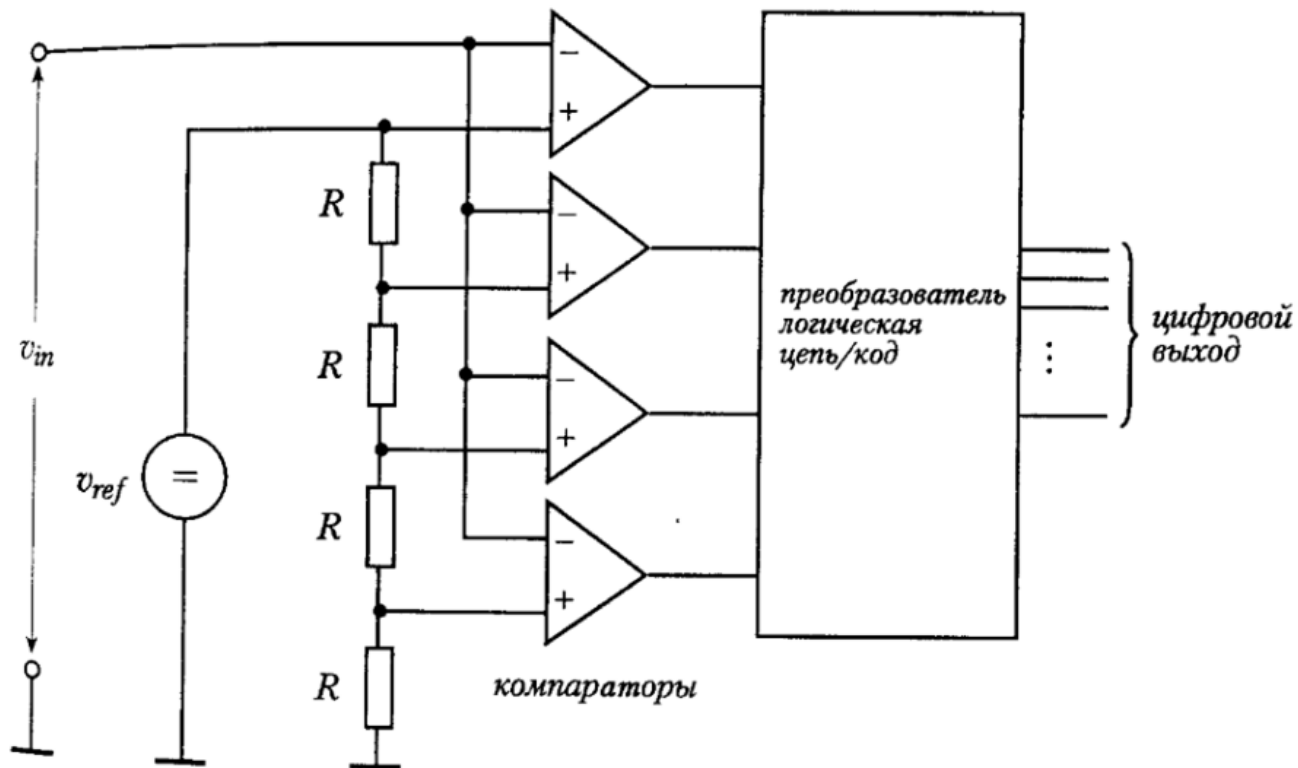 −
+
R
−
+
v_in
R
преобразователь
логическая
цепь/код
⋮
цифровой
выход
−
+
v_ref
=
R
−
+
R
компараторы